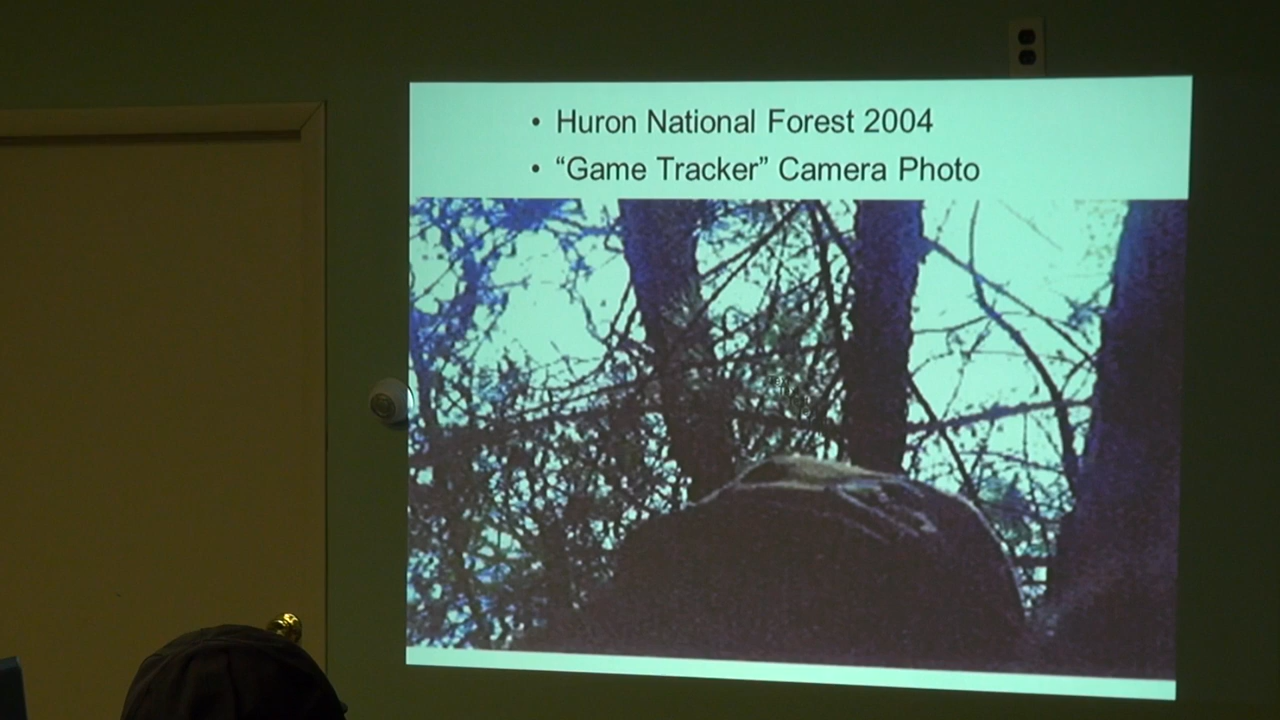 • Huron National Forest 2004
• “Game Tracker” Camera Photo